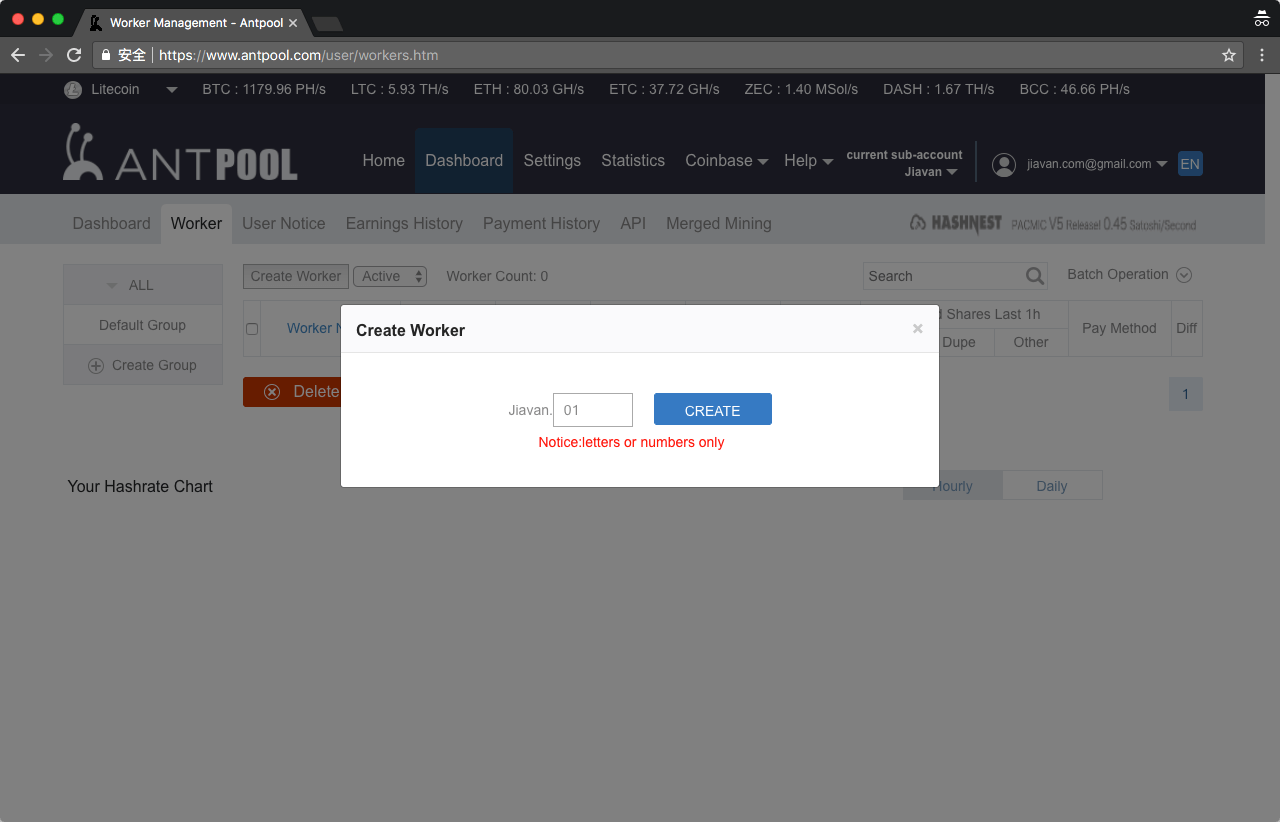 Worker Management - Antpool
安全 https://www.antpool.com/user/workers.htm
Litecoin BTC : 1179.96 PH/s LTC : 5.93 TH/s ETH : 80.03 GH/s ETC : 37.72 GH/s ZEC : 1.40 MSol/s DASH : 1.67 TH/s BCC : 46.66 PH/s
ANTPOOL Home Dashboard Settings Statistics Coinbase Help current sub-account Jiavan jiavan.com@gmail.com EN
Dashboard Worker User Notice Earnings History Payment History API Merged Mining HASHNEST PACMiC V5 Release! 0.45 Satoshi/Second
ALL Create Worker Active Worker Count: 0 Search Batch Operation
Default Group Worker Shares Last 1h Pay Method Diff
Dupe Other
Create Group
Delete 1
Create Worker ×
Jiavan. 01 CREATE
Notice:letters or numbers only
Your Hashrate Chart Hourly Daily